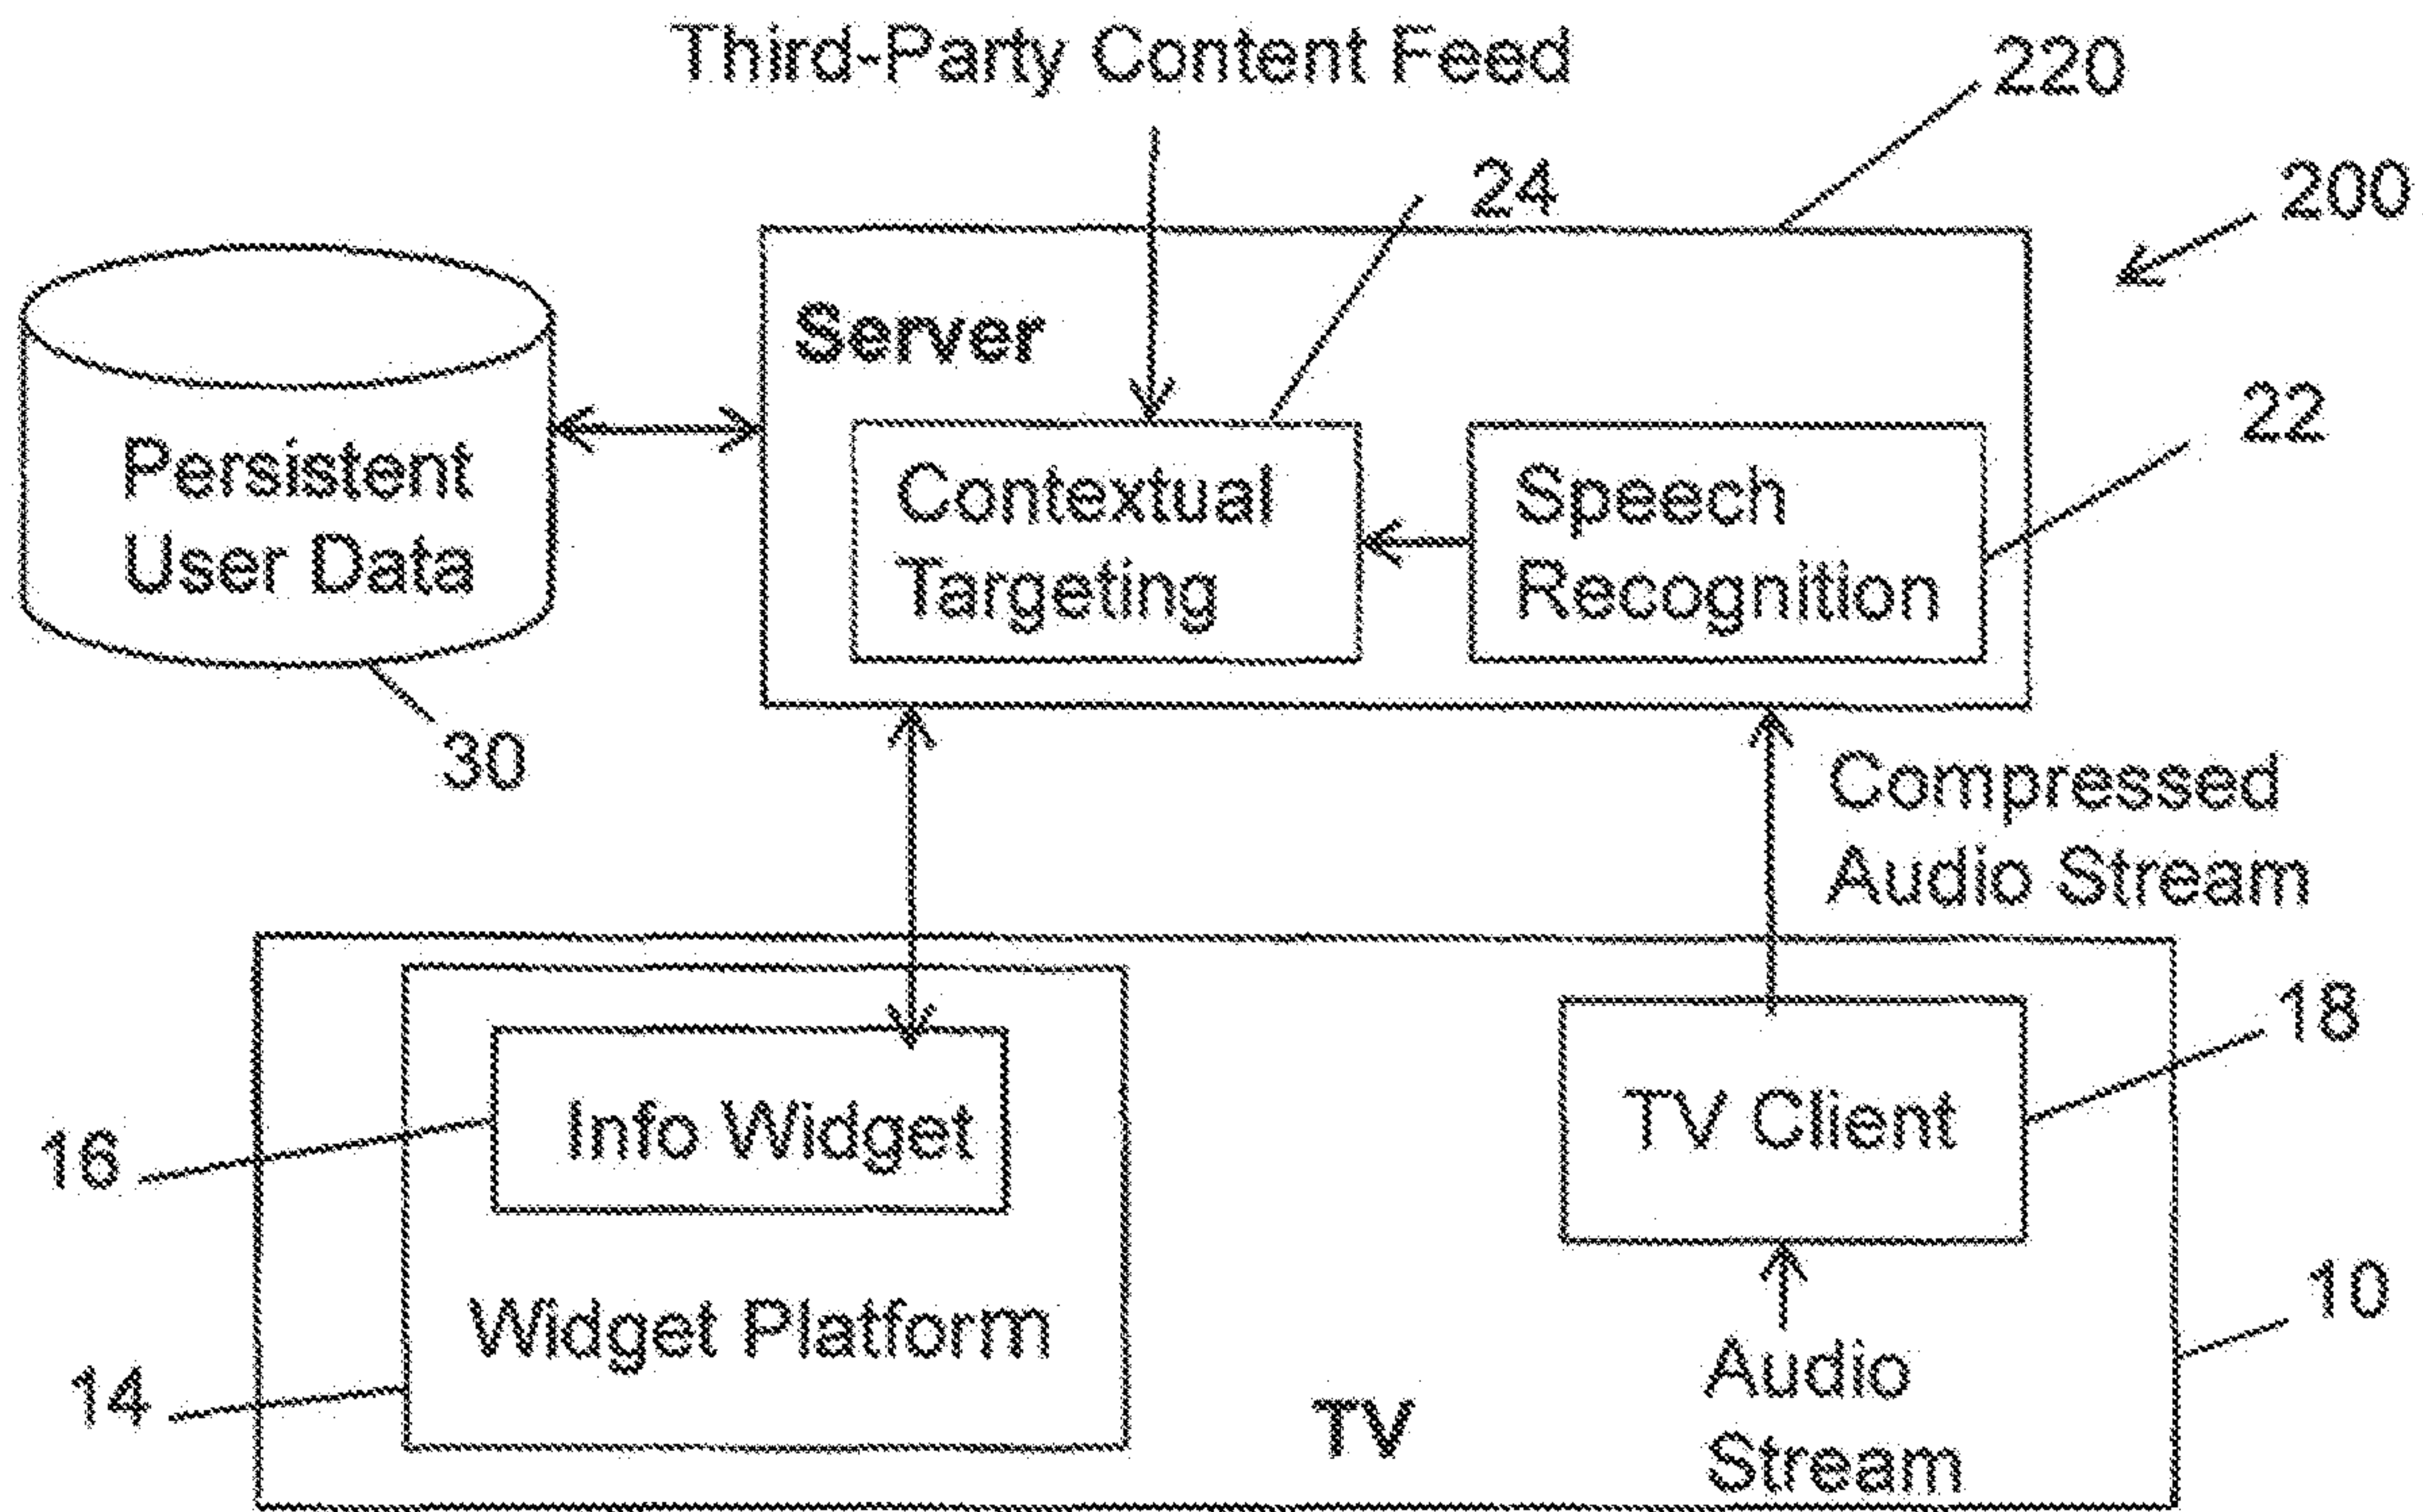 Third-Party Content Feed
220
24
200
Server
22
Persistent
User Data
Contextual
Targeting
Speech
Recognition
30
Compressed
Audio Stream
18
Info Widget
TV Client
16
10
Widget Platform
14
TV
Audio
Stream